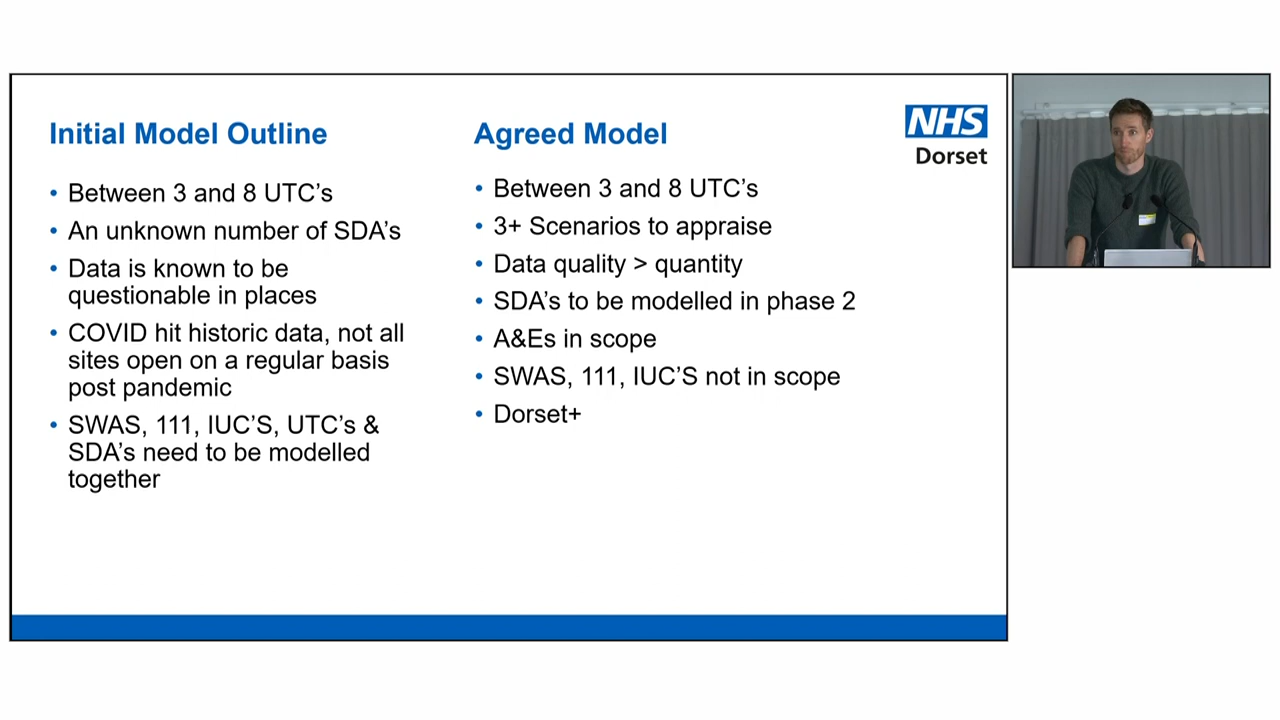 Initial Model Outline
• Between 3 and 8 UTC's
• An unknown number of SDA's
• Data is known to be
questionable in places
• COVID hit historic data, not all
sites open on a regular basis
post pandemic
• SWAS, 111, IUC'S, UTC's &
SDA's need to be modelled
together
Agreed Model
• Between 3 and 8 UTC's
• 3+ Scenarios to appraise
• Data quality > quantity
• SDA's to be modelled in phase 2
• A&Es in scope
• SWAS, 111, IUC'S not in scope
• Dorset+
NHS
Dorset